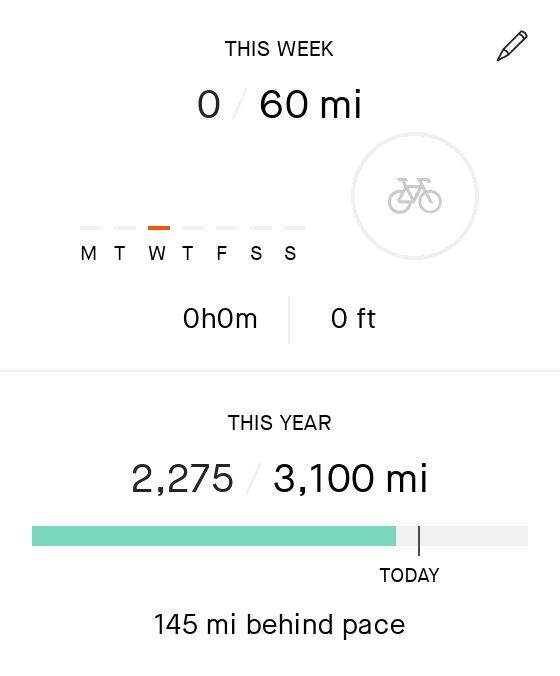 THIS WEEK
0 / 60 mi
M T W T F S S
0h0m 0 ft
THIS YEAR
2,275 / 3,100 mi
TODAY
145 mi behind pace